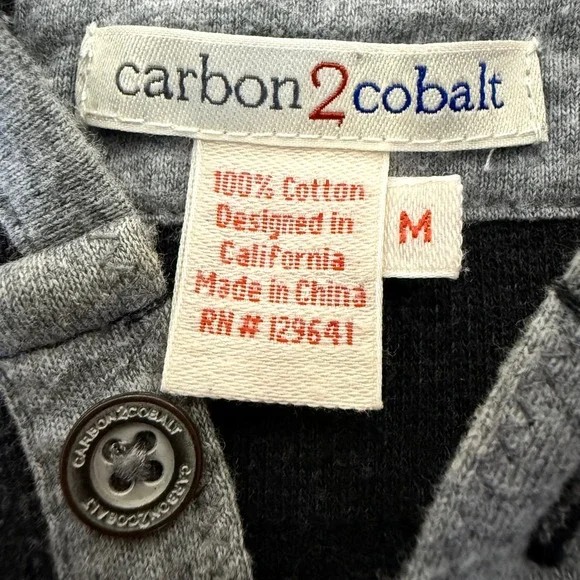 carbon2cobalt
100% Cotton
Designed in
California
Made in China
RN# 129641
M
CARBON2COBALT
CARBON2COBALT